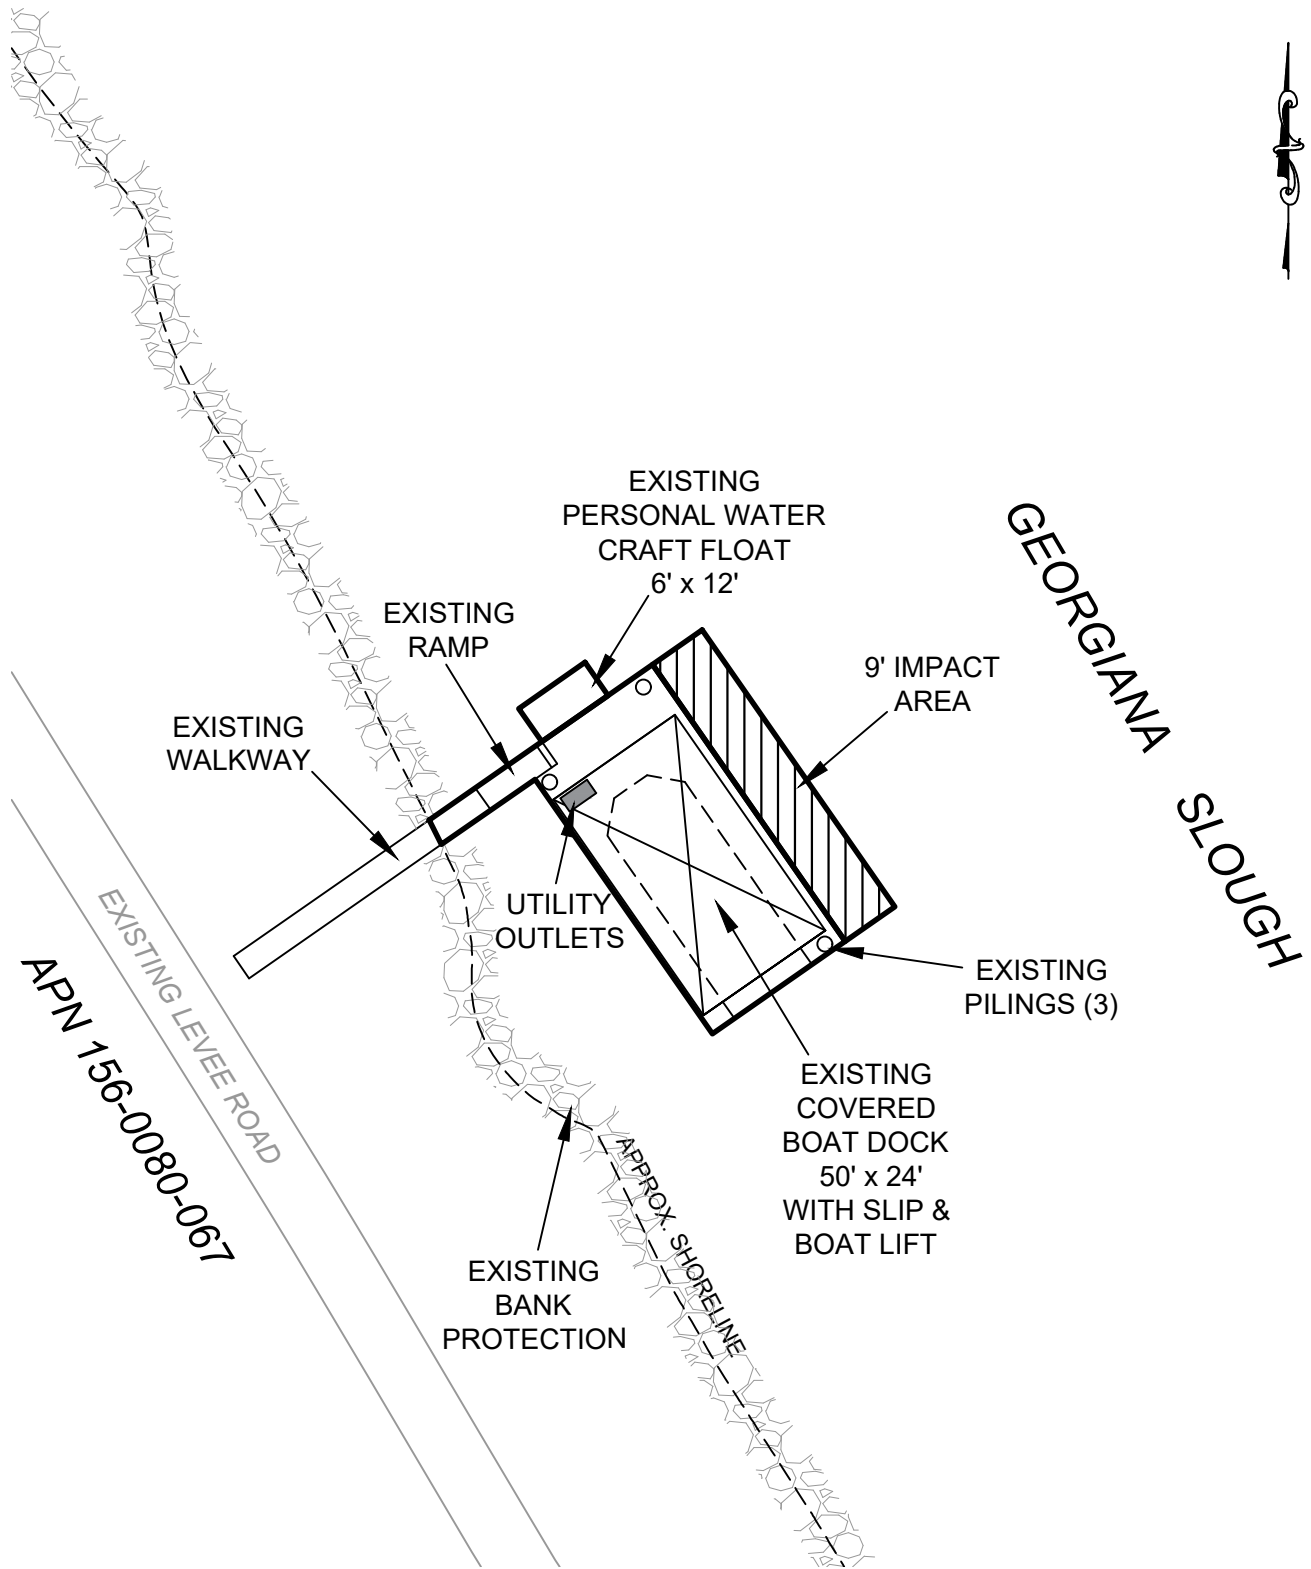 EXISTING
PERSONAL WATER
CRAFT FLOAT
6' x 12'
GEORGIANA SLOUGH
EXISTING
RAMP
9' IMPACT
AREA
EXISTING
WALKWAY
UTILITY
OUTLETS
EXISTING LEVEE ROAD
APN 156-0080-067
EXISTING
PILINGS (3)
EXISTING
COVERED
BOAT DOCK
50' x 24'
WITH SLIP &
BOAT LIFT
APPROX. SHORELINE
EXISTING
BANK
PROTECTION